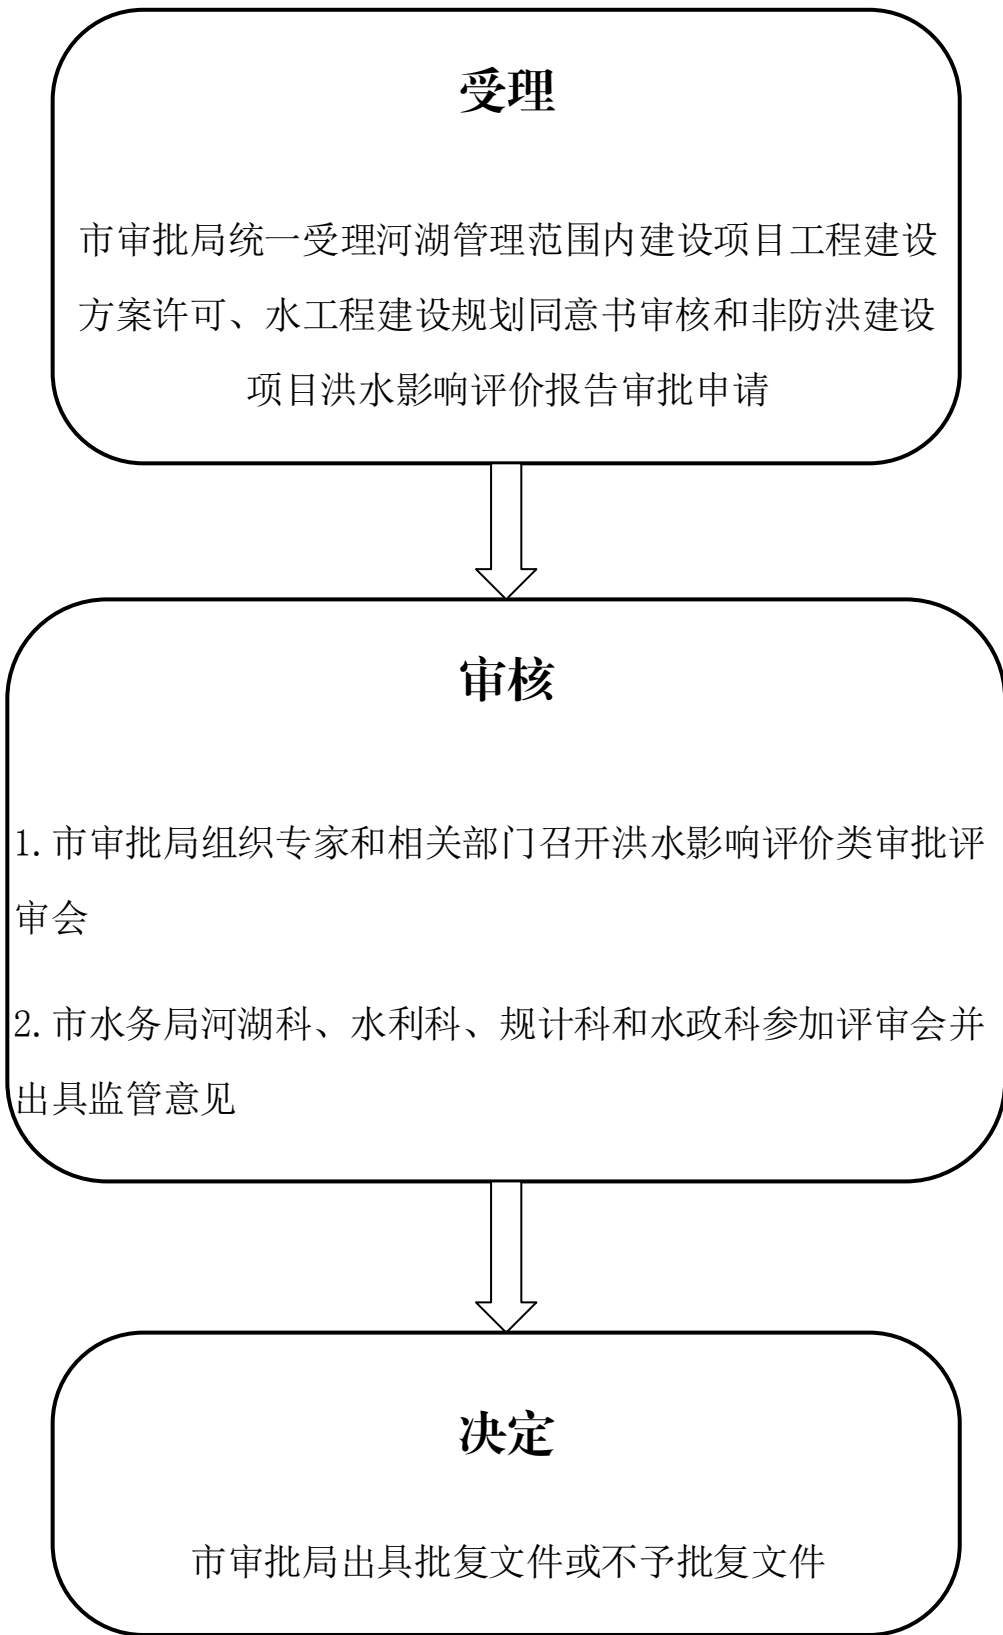 受理
市审批局统一受理河湖管理范围内建设项目工程建设
方案许可、水工程建设规划同意书审核和非防洪建设
项目洪水影响评价报告审批申请
审核
1.市审批局组织专家和相关部门召开洪水影响评价类审批评
审会
2.市水务局河湖科、水利科、规计科和水政科参加评审会并
出具监管意见
决定
市审批局出具批复文件或不予批复文件